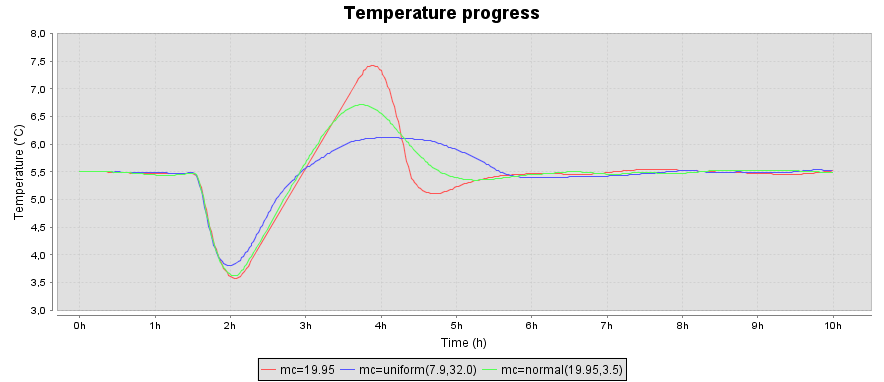 Temperature progress
8,0
7,5
7,0
6,5
6,0
5,5
5,0
4,5
4,0
3,5
3,0
Temperature (°C)
0h 1h 2h 3h 4h 5h 6h 7h 8h 9h 10h
Time (h)
mc=19.95 mc=uniform(7.9,32.0) mc=normal(19.95,3.5)